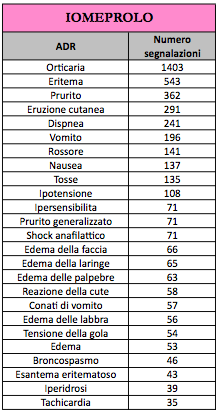 IOMEPROLO
ADR Numero segnalazioni
Orticaria 1403
Eritema 543
Prurito 362
Eruzione cutanea 291
Dispnea 241
Vomito 196
Rossore 141
Nausea 137
Tosse 135
Ipotensione 108
Ipersensibilita 71
Prurito generalizzato 71
Shock anafilattico 71
Edema della faccia 66
Edema della laringe 65
Edema delle palpebre 63
Reazione della cute 58
Conati di vomito 57
Edema delle labbra 56
Tensione della gola 54
Edema 53
Broncospasmo 46
Esantema eritematoso 43
Iperidrosi 39
Tachicardia 35